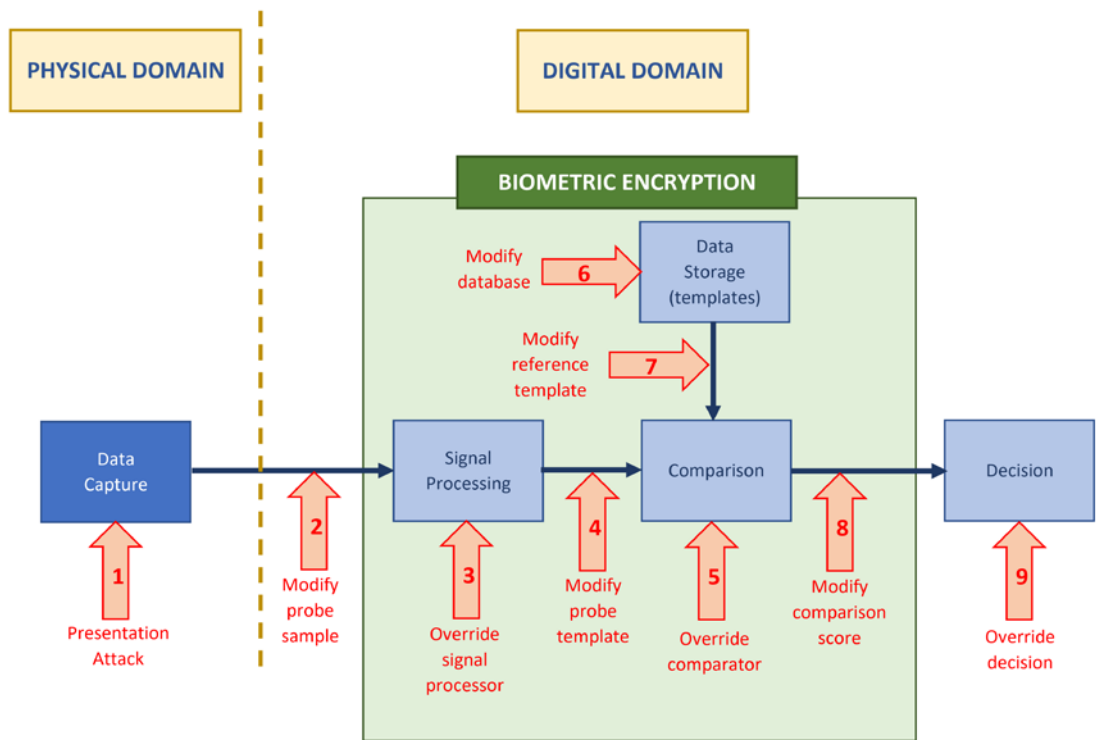 PHYSICAL DOMAIN
DIGITAL DOMAIN
BIOMETRIC ENCRYPTION
Modify
database
6
Data
Storage
(templates)
Modify
reference
template
7
Data
Capture
Signal
Processing
Comparison
Decision
1
Presentation
Attack
2
Modify
probe
sample
3
Override
signal
processor
4
Modify
probe
template
5
Override
comparator
8
Modify
comparison
score
9
Override
decision